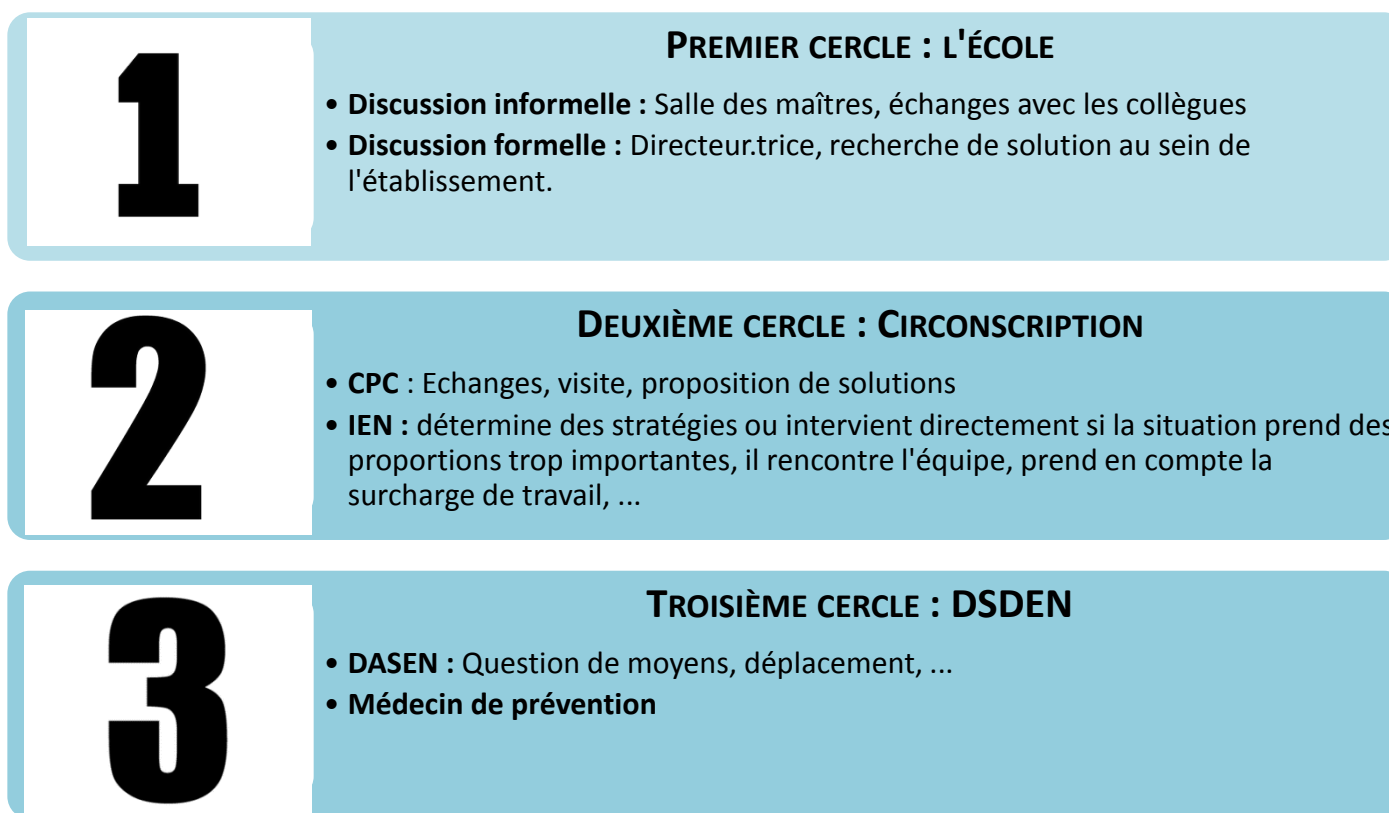 1
PREMIER CERCLE : L'ÉCOLE
• Discussion informelle : Salle des maîtres, échanges avec les collègues
• Discussion formelle : Directeur.trice, recherche de solution au sein de
l'établissement.
2
DEUXIÈME CERCLE : CIRCONSCRIPTION
• CPC : Echanges, visite, proposition de solutions
• IEN : détermine des stratégies ou intervient directement si la situation prend des
proportions trop importantes, il rencontre l'équipe, prend en compte la
surcharge de travail, ...
3
TROISIÈME CERCLE : DSDEN
• DASEN : Question de moyens, déplacement, ...
• Médecin de prévention